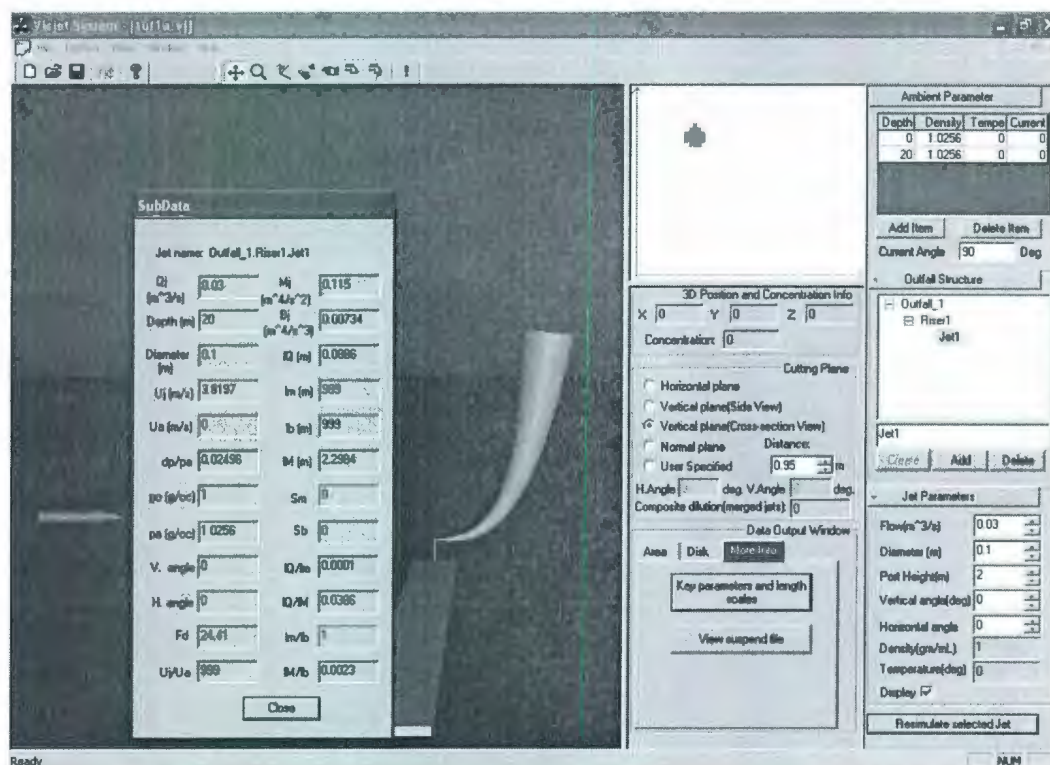 VisJet System - [1of1a.vjj]
SubData
Jet name: Outfall_1.Riser1.Jet1
Qj (m^3/s) 0.03 Mj (m^4/s^2) 0.115
Depth (m) 20 Bj (m^4/s^3) 0.00734
Diameter (m) 0.1 lQ (m) 0.0886
Uj (m/s) 3.8197 lm (m) 999
Ua (m/s) 0 lb (m) 999
dp/pa 0.02496 lM (m) 2.2984
po (g/cc) 1 Sm 0
pa (g/cc) 1.0256 Sb 0
V. angle 0 lQ/lm 0.0001
H. angle 0 lQ/lM 0.0386
Fd 24.41 lm/lb 1
Uj/Ua 999 lM/lb 0.0023
Close
3D Position and Concentration Info
X 0 Y 0 Z 0
Concentration: 0
Cutting Plane
Horizontal plane
Vertical plane(Side View)
Vertical plane(Cross-section View)
Normal plane Distance:
User Specified 0.95 m
H.Angle deg. V.Angle deg.
Composite dilution(merged jets): 0
Data Output Window
Area Disk More Info
Key parameters and length scales
View suspend file
Ambient Parameter
Depth Density Tempe Current
0 1.0256 0 0
20 1.0256 0 0
Add Item Delete Item
Current Angle 90 Deg
- Outfall Structure
Outfall_1
Riser1
Jet1
Jet1
Create Add Delete
- Jet Parameters
Flow(m^3/s) 0.03
Diameter (m) 0.1
Port Height(m) 2
Vertical angle(deg) 0
Horizontal angle 0
Density(gm/mL) 1
Temperature(deg) 0
Display
Resimulate selected Jet
Ready NUM